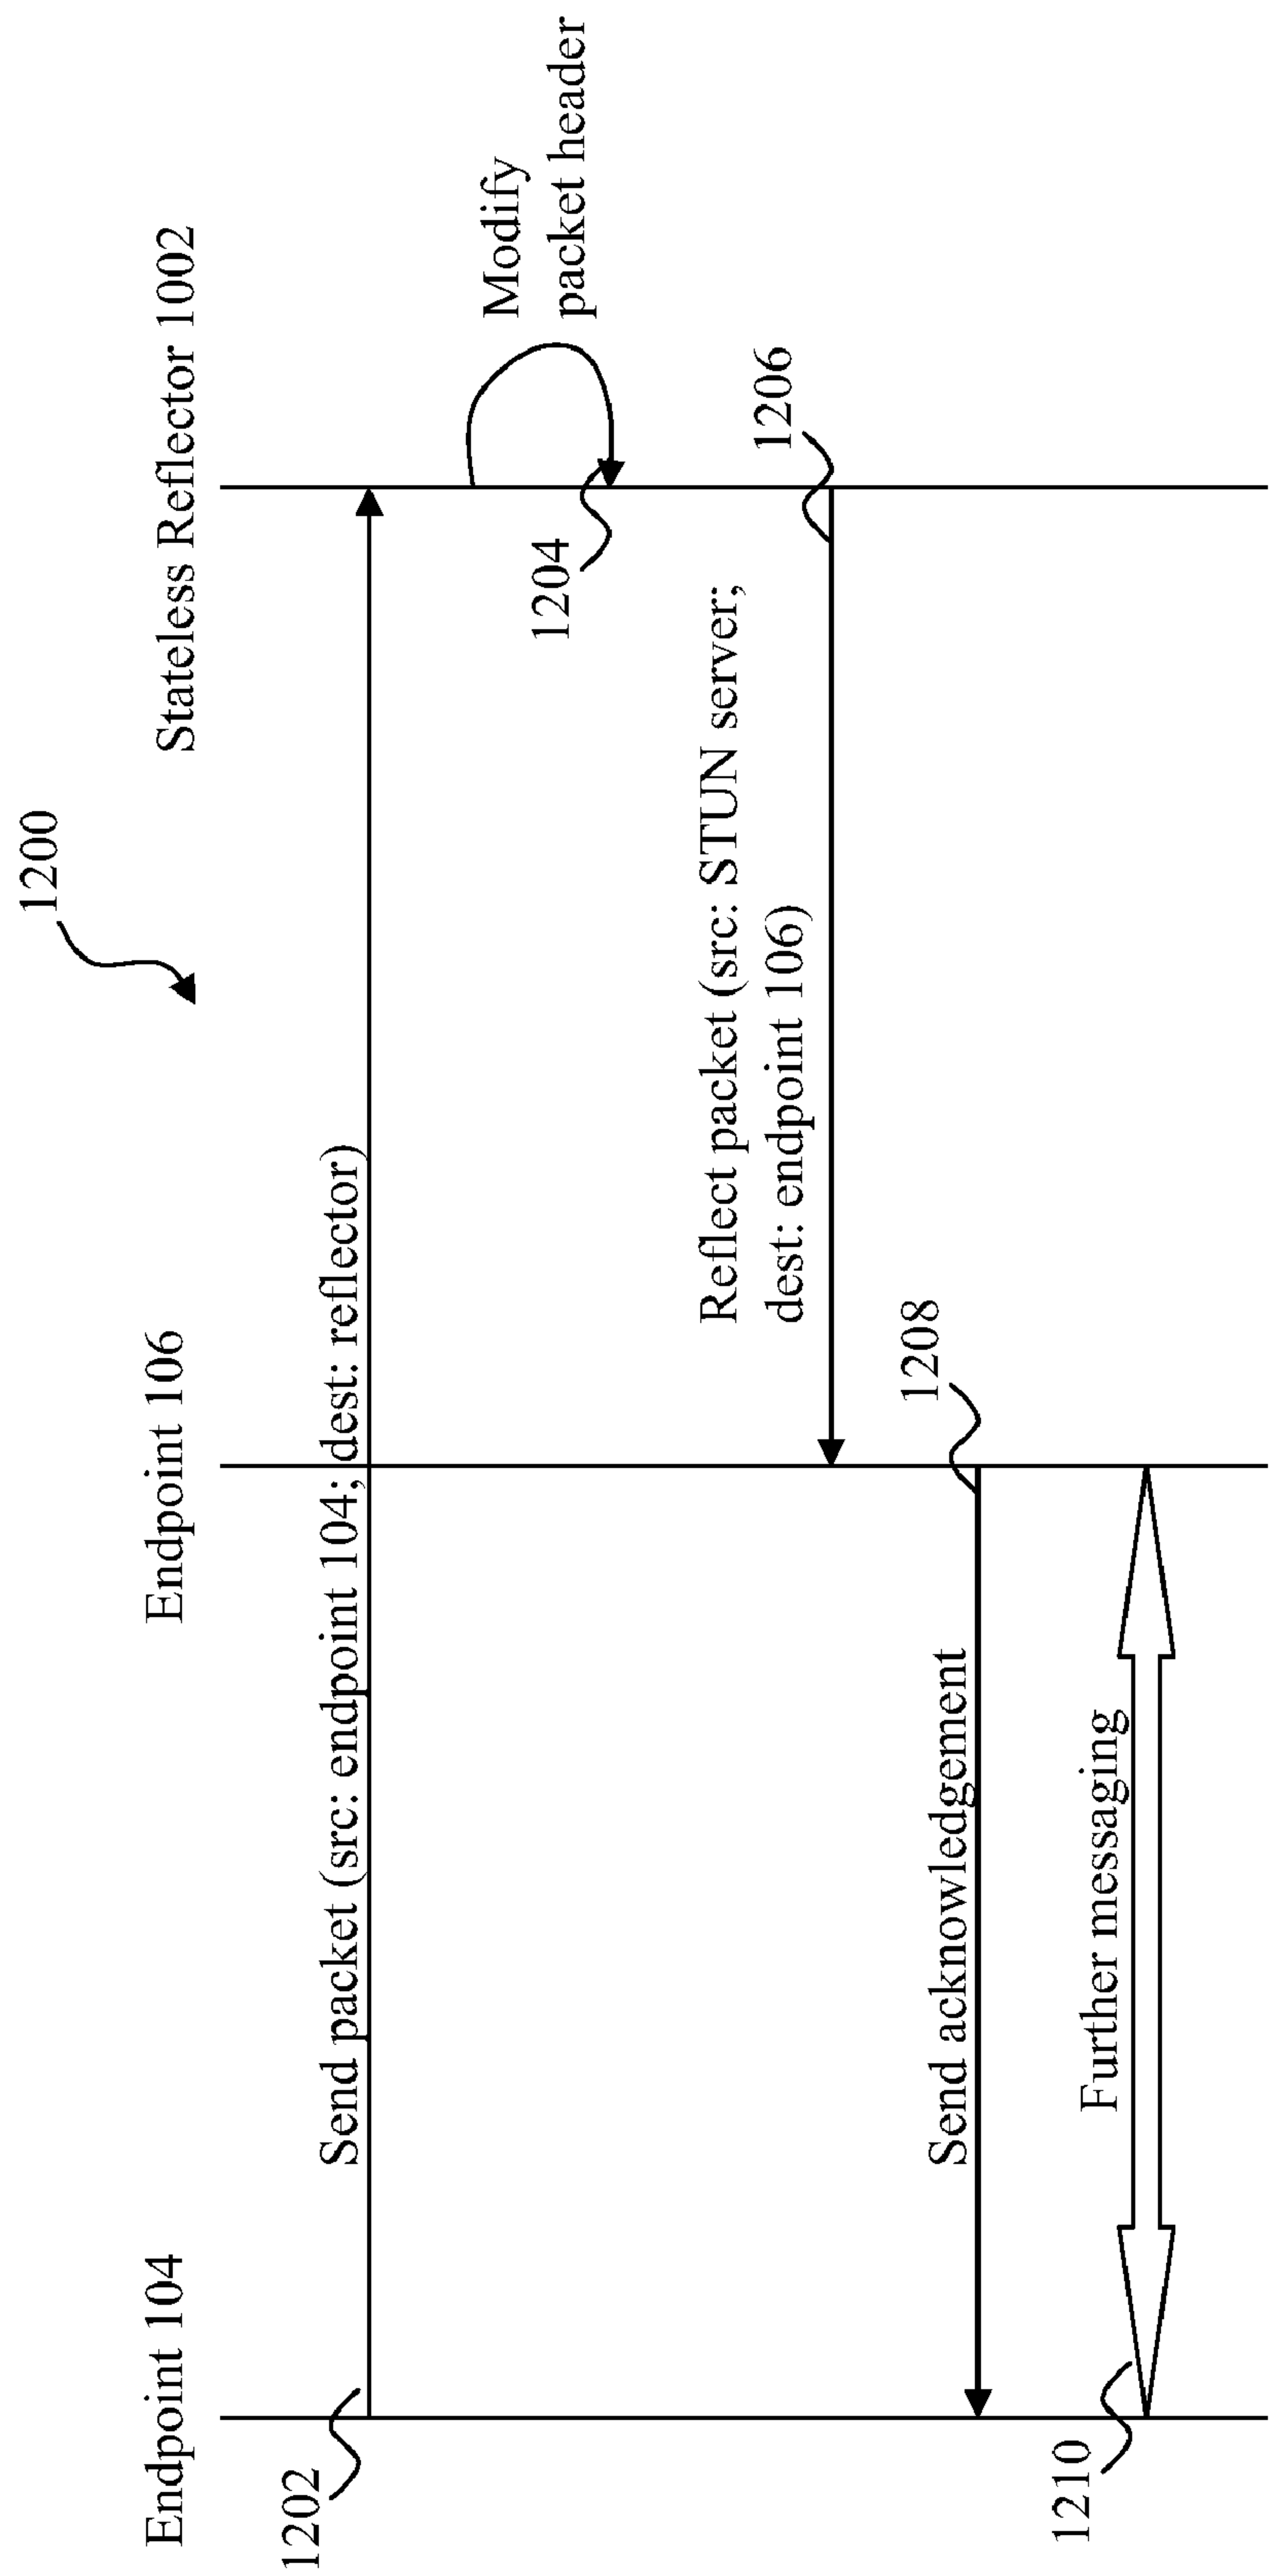 1200
Endpoint 104
Endpoint 106
Stateless Reflector 1002
1202
Send packet (src: endpoint 104; dest: reflector)
Modify
packet header
1204
Reflect packet (src: STUN server;
dest: endpoint 106)
1206
1208
Send acknowledgement
Further messaging
1210